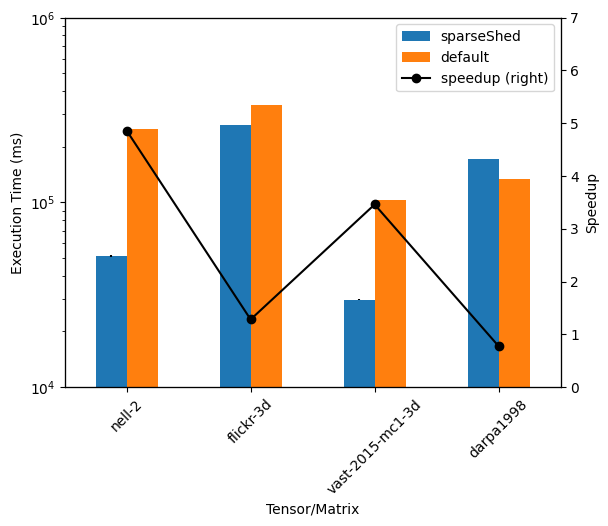 sparseShed
default
speedup (right)
Execution Time (ms)
10^6
10^5
10^4
7
6
5
4
3
2
1
0
Speedup
nell-2
flickr-3d
vast-2015-mc1-3d
darpa1998
Tensor/Matrix